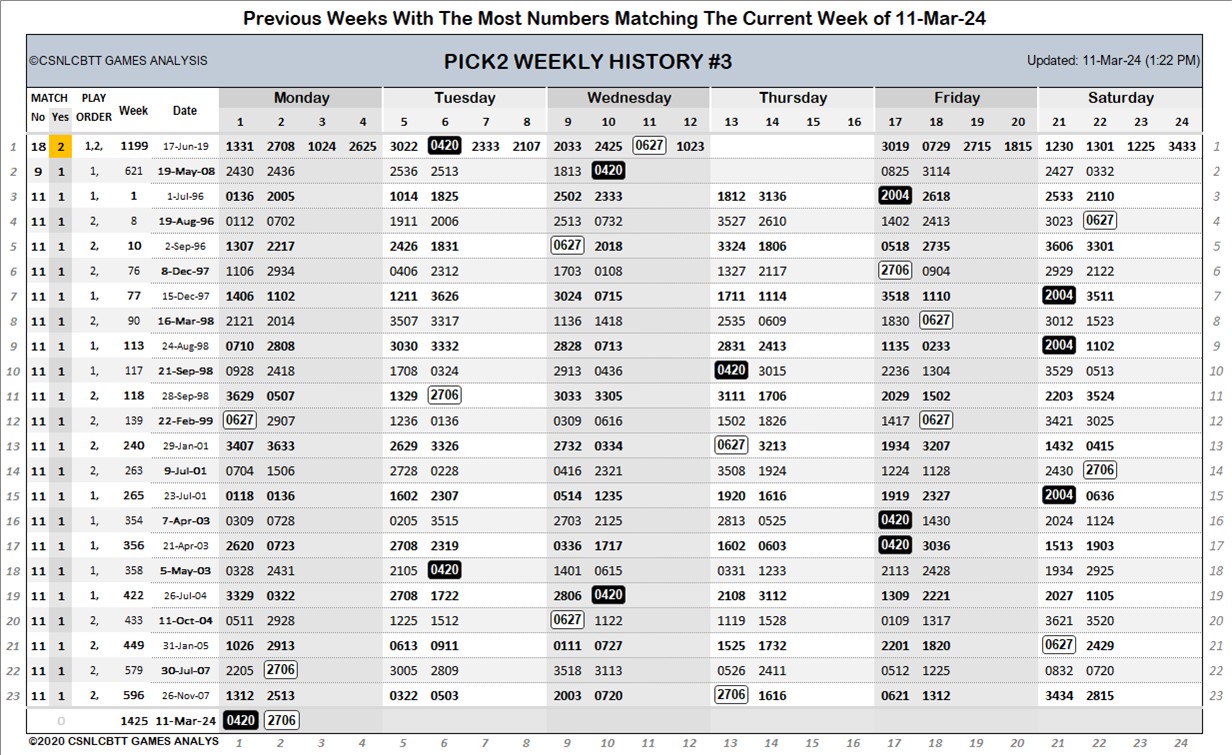 Previous Weeks With The Most Numbers Matching The Current Week of 11-Mar-24
©CSNLCBTT GAMES ANALYSIS PICK2 WEEKLY HISTORY #3 Updated: 11-Mar-24 (1:22 PM)
MATCH PLAY Week Date Monday Tuesday Wednesday Thursday Friday Saturday
No Yes ORDER 1 2 3 4 5 6 7 8 9 10 11 12 13 14 15 16 17 18 19 20 21 22 23 24
1 18 2 1,2, 1199 17-Jun-19 1331 2708 1024 2625 3022 0420 2333 2107 2033 2425 0627 1023 3019 0729 2715 1815 1230 1301 1225 3433 1
2 9 1 1, 621 19-May-08 2430 2436 2536 2513 1813 0420 0825 3114 2427 0332 2
3 11 1 1, 1 1-Jul-96 0136 2005 1014 1825 2502 2333 1812 3136 2004 2618 2533 2110 3
4 11 1 2, 8 19-Aug-96 0112 0702 1911 2006 2513 0732 3527 2610 1402 2413 3023 0627 4
5 11 1 2, 10 2-Sep-96 1307 2217 2426 1831 0627 2018 3324 1806 0518 2735 3606 3301 5
6 11 1 2, 76 8-Dec-97 1106 2934 0406 2312 1703 0108 1327 2117 2706 0904 2929 2122 6
7 11 1 1, 77 15-Dec-97 1406 1102 1211 3626 3024 0715 1711 1114 3518 1110 2004 3511 7
8 11 1 2, 90 16-Mar-98 2121 2014 3507 3317 1136 1418 2535 0609 1830 0627 3012 1523 8
9 11 1 1, 113 24-Aug-98 0710 2808 3030 3332 2828 0713 2831 2413 1135 0233 2004 1102 9
10 11 1 1, 117 21-Sep-98 0928 2418 1708 0324 2913 0436 0420 3015 2236 1304 3529 0513 10
11 11 1 2, 118 28-Sep-98 3629 0507 1329 2706 3033 3305 3111 1706 2029 1502 2203 3524 11
12 11 1 2, 139 22-Feb-99 0627 2907 1236 0136 0309 0616 1502 1826 1417 0627 3421 3025 12
13 11 1 2, 240 29-Jan-01 3407 3633 2629 3326 2732 0334 0627 3213 1934 3207 1432 0415 13
14 11 1 2, 263 9-Jul-01 0704 1506 2728 0228 0416 2321 3508 1924 1224 1128 2430 2706 14
15 11 1 1, 265 23-Jul-01 0118 0136 1602 2307 0514 1235 1920 1616 1919 2327 2004 0636 15
16 11 1 1, 354 7-Apr-03 0309 0728 0205 3515 2703 2125 2813 0525 0420 1430 2024 1124 16
17 11 1 1, 356 21-Apr-03 2620 0723 2708 2319 0336 1717 1602 0603 0420 3036 1513 1903 17
18 11 1 1, 358 5-May-03 0328 2431 2105 0420 1401 0615 0331 1233 2113 2428 1934 2925 18
19 11 1 1, 422 26-Jul-04 3329 0322 2708 1722 2806 0420 2108 3112 1309 2221 2027 1105 19
20 11 1 2, 433 11-Oct-04 0511 2928 1225 1512 0627 1122 1119 1528 0109 1317 3621 3520 20
21 11 1 2, 449 31-Jan-05 1026 2913 0613 0911 0111 0727 1525 1732 2201 1820 0627 2429 21
22 11 1 2, 579 30-Jul-07 2205 2706 3005 2809 3518 3113 0526 2411 0512 1225 0832 0720 22
23 11 1 2, 596 26-Nov-07 1312 2513 0322 0503 2003 0720 2706 1616 0621 1312 3434 2815 23
0 1425 11-Mar-24 0420 2706
©2020 CSNLCBTT GAMES ANALYS 1 2 3 4 5 6 7 8 9 10 11 12 13 14 15 16 17 18 19 20 21 22 23 24